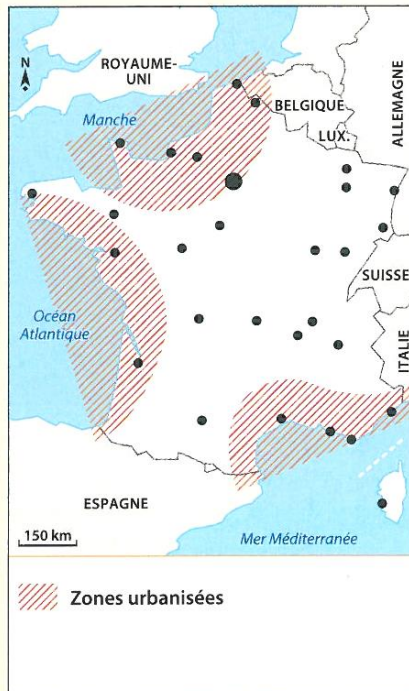 N
ROYAUME-
UNI
ALLEMAGNE
BELGIQUE
Manche
LUX.
SUISSE
Océan
Atlantique
ITALIE
ESPAGNE
150 km
Mer Méditerranée
Zones urbanisées